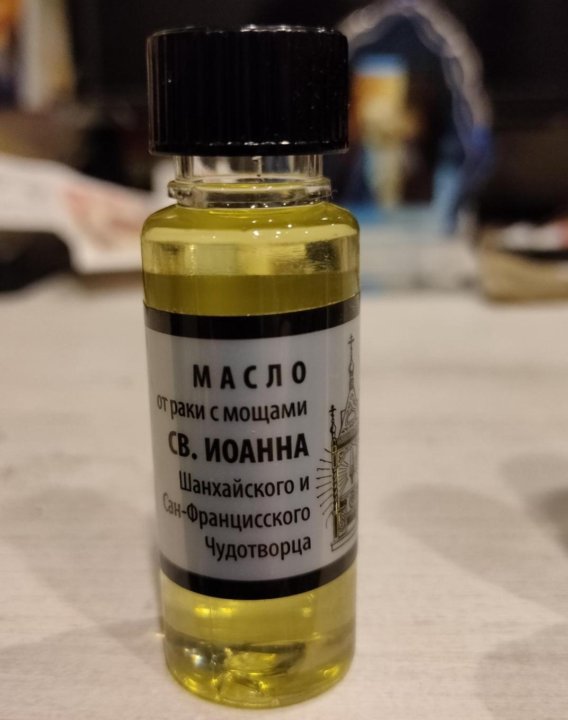 МАСЛО
от раки с мощами
СВ. ИОАННА
Шанхайского и
Сан-Францисского
Чудотворца